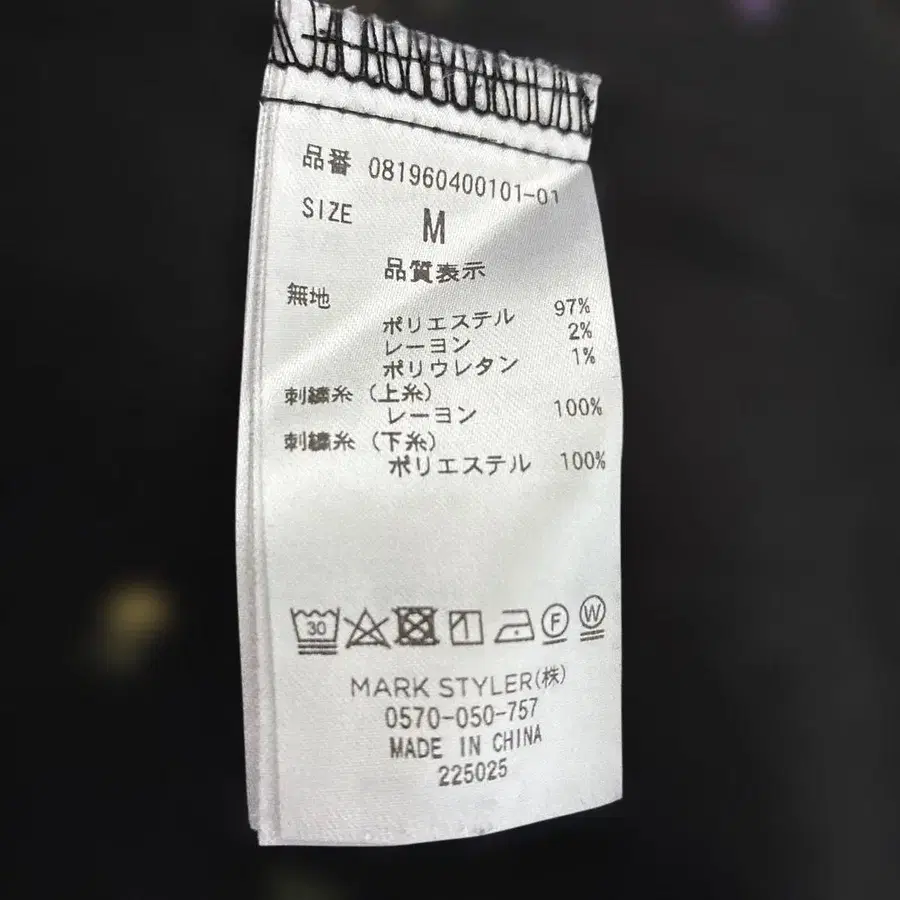 品番 081960400101-01
SIZE M
品質表示
無地
ポリエステル 97%
レーヨン 2%
ポリウレタン 1%
刺繍糸（上糸）
レーヨン 100%
刺繍糸（下糸）
ポリエステル 100%
30 F W
MARK STYLER(株)
0570-050-757
MADE IN CHINA
225025